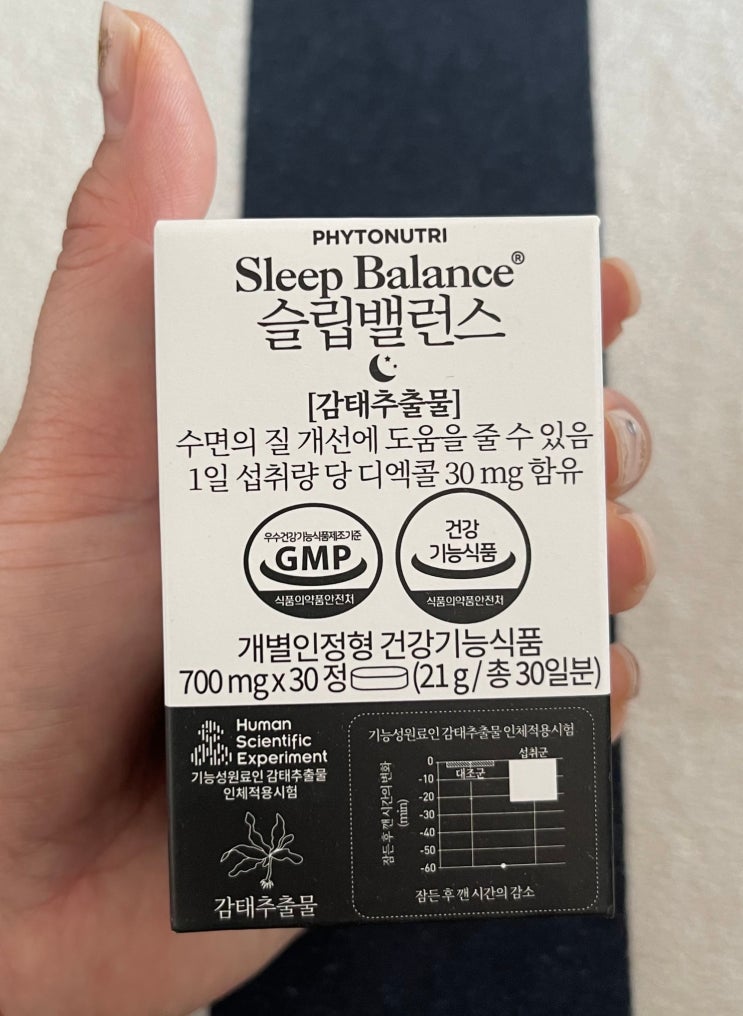 PHYTONUTRI
Sleep Balance®
슬립밸런스
[감태추출물]
수면의 질 개선에 도움을 줄 수 있음
1일 섭취량 당 디엑콜 30 mg 함유
우수건강기능식품제조기준
GMP
식품의약품안전처
건강
기능식품
식품의약품안전처
개별인정형 건강기능식품
700 mg x 30 정 (21 g / 총 30일분)
Human
Scientific
Experiment
기능성원료인 감태추출물
인체적용시험
감태추출물
기능성원료인 감태추출물 인체적용시험
섭취군
대조군
잠든 후 깬 시간의 변화
(min)
0
-10
-20
-30
-40
-50
-60
잠든 후 깬 시간의 감소